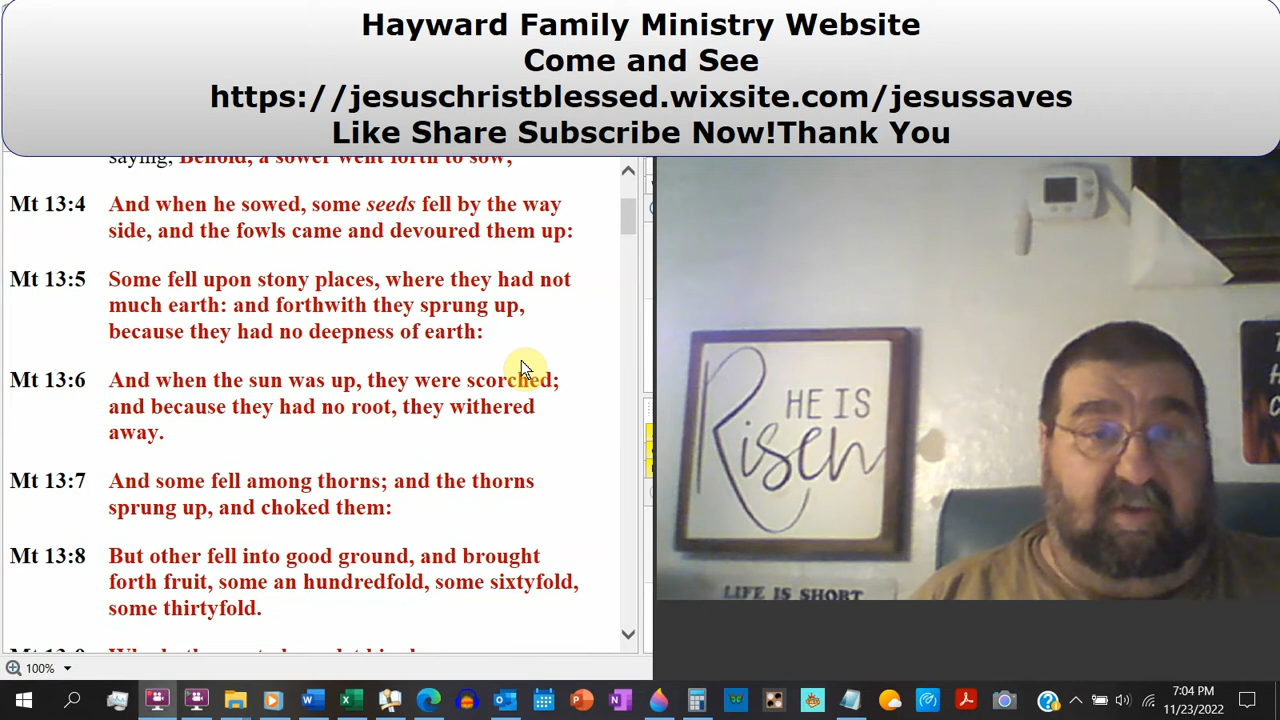 Hayward Family Ministry Website
Come and See
https://jesuschristblessed.wixsite.com/jesussaves
Like Share Subscribe Now!Thank You
saying, Behold, a sower went forth to sow;
Mt 13:4 And when he sowed, some seeds fell by the way
side, and the fowls came and devoured them up:
Mt 13:5 Some fell upon stony places, where they had not
much earth: and forthwith they sprung up,
because they had no deepness of earth:
Mt 13:6 And when the sun was up, they were scorched;
and because they had no root, they withered
away.
Mt 13:7 And some fell among thorns; and the thorns
sprung up, and choked them:
Mt 13:8 But other fell into good ground, and brought
forth fruit, some an hundredfold, some sixtyfold,
some thirtyfold.
HE IS
Risen
LIFE IS SHORT
100%
7:04 PM
11/23/2022